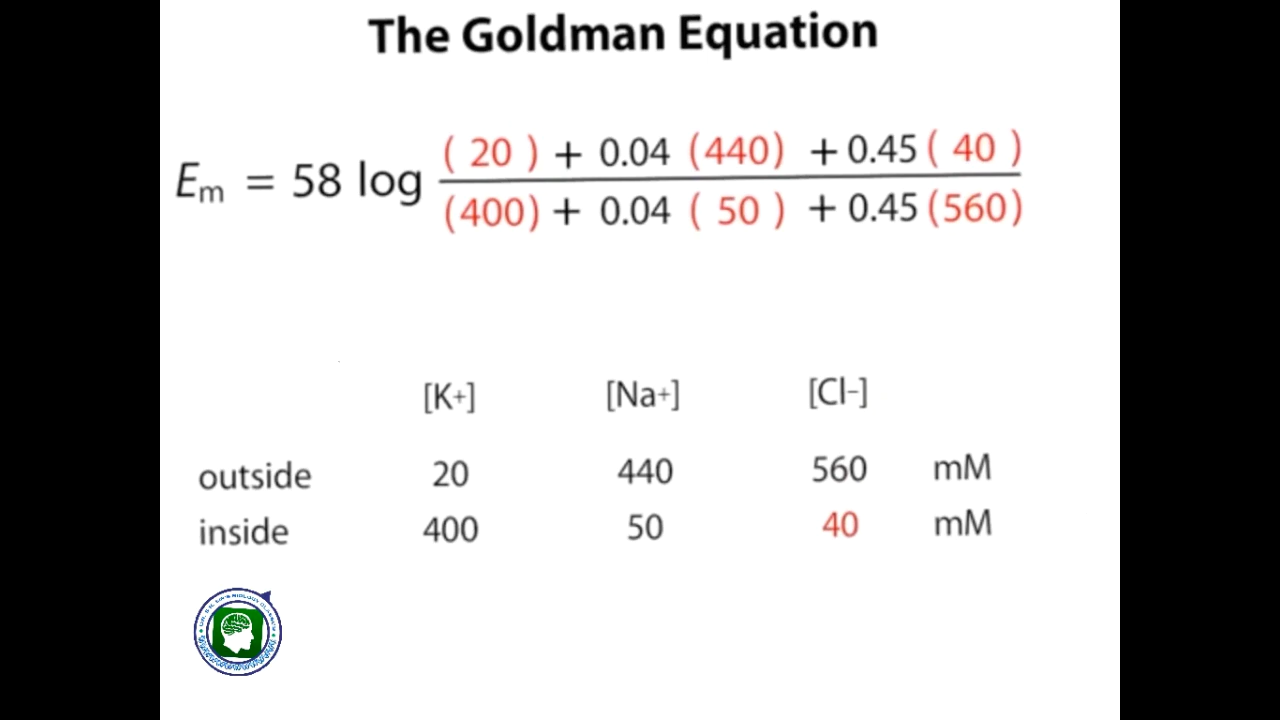 The Goldman Equation
( 20 ) + 0.04 (440) + 0.45 ( 40 )
Em = 58 log
(400) + 0.04 ( 50 ) + 0.45 (560)
[K+] [Na+] [Cl-]
outside 20 440 560 mM
inside 400 50 40 mM